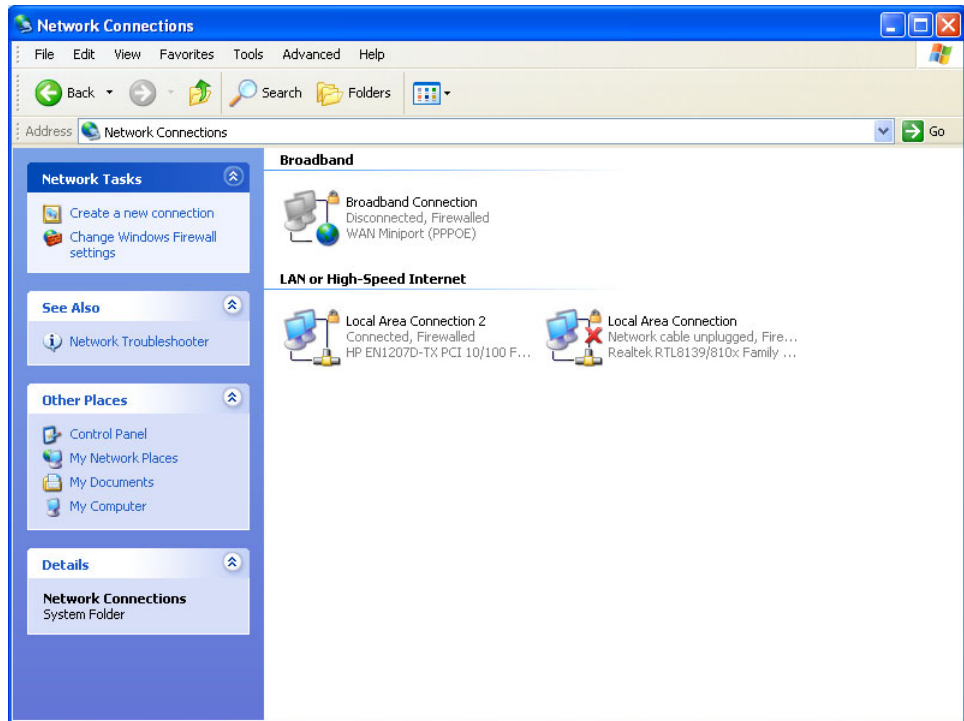 Network Connections
File Edit View Favorites Tools Advanced Help
Back Search Folders
Address Network Connections Go
Network Tasks
Create a new connection
Change Windows Firewall
settings
See Also
Network Troubleshooter
Other Places
Control Panel
My Network Places
My Documents
My Computer
Details
Network Connections
System Folder
Broadband
Broadband Connection
Disconnected, Firewalled
WAN Miniport (PPPOE)
LAN or High-Speed Internet
Local Area Connection 2
Connected, Firewalled
HP EN1207D-TX PCI 10/100 F...
Local Area Connection
Network cable unplugged, Fire...
Realtek RTL8139/810x Family ...